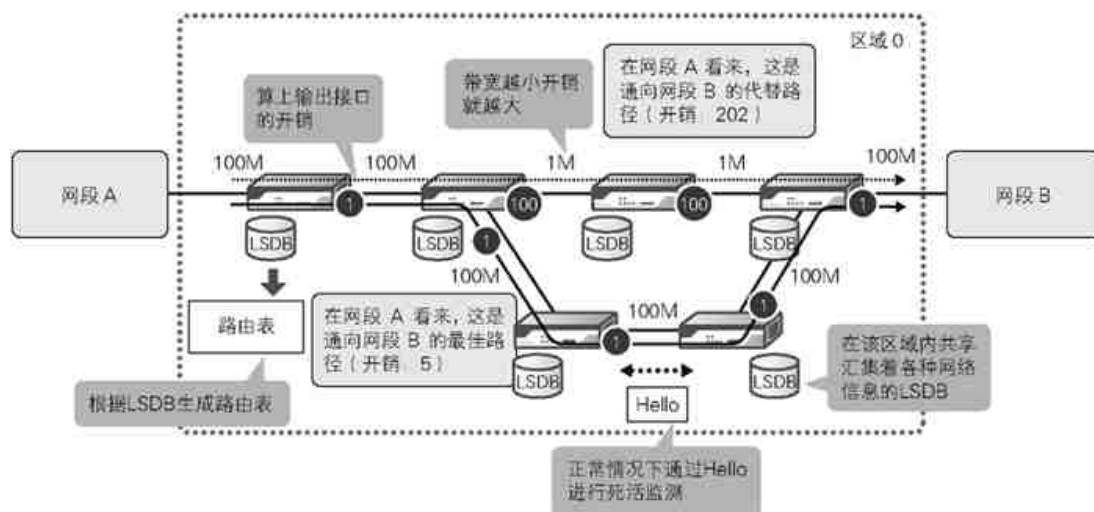 区域 0
算上输出接口
的开销
带宽越小开销
就越大
在网段 A 看来，这是
通向网段 B 的代替路
径（开销 202）
100M
100M
1M
1M
100M
网段A
网段 B
1
100
100
1
LSDB
LSDB
LSDB
LSDB
1
100M
100M
路由表
在网段 A 看来，这是
通向网段 B 的最佳路
径（开销 5）
100M
1
1
LSDB
LSDB
在该区域内共享
汇集着各种网络
信息的LSDB
根据LSDB生成路由表
Hello
正常情况下通过Hello
进行死活监测